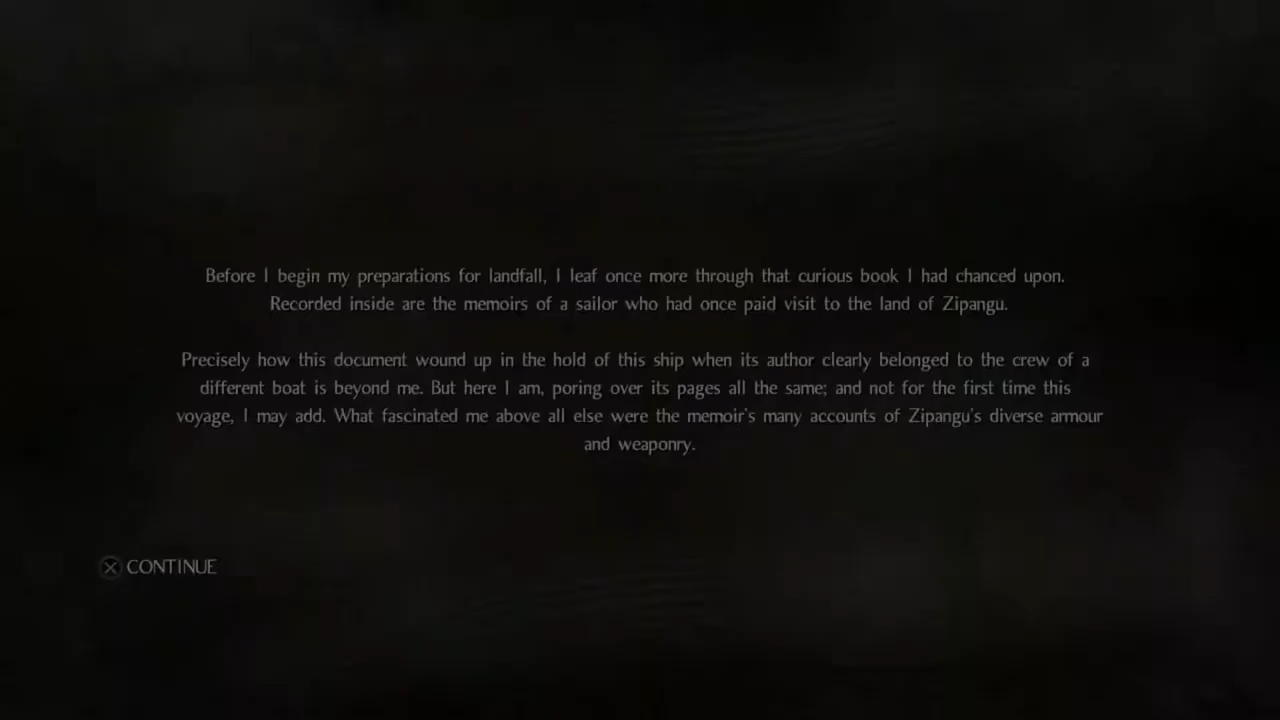 Before I begin my preparations for landfall, I leaf once more through that curious book I had chanced upon.
Recorded inside are the memoirs of a sailor who had once paid visit to the land of Zipangu.
Precisely how this document wound up in the hold of this ship when its author clearly belonged to the crew of a
different boat is beyond me. But here I am, poring over its pages all the same; and not for the first time this
voyage, I may add. What fascinated me above all else were the memoir's many accounts of Zipangu's diverse armour
and weaponry.
CONTINUE